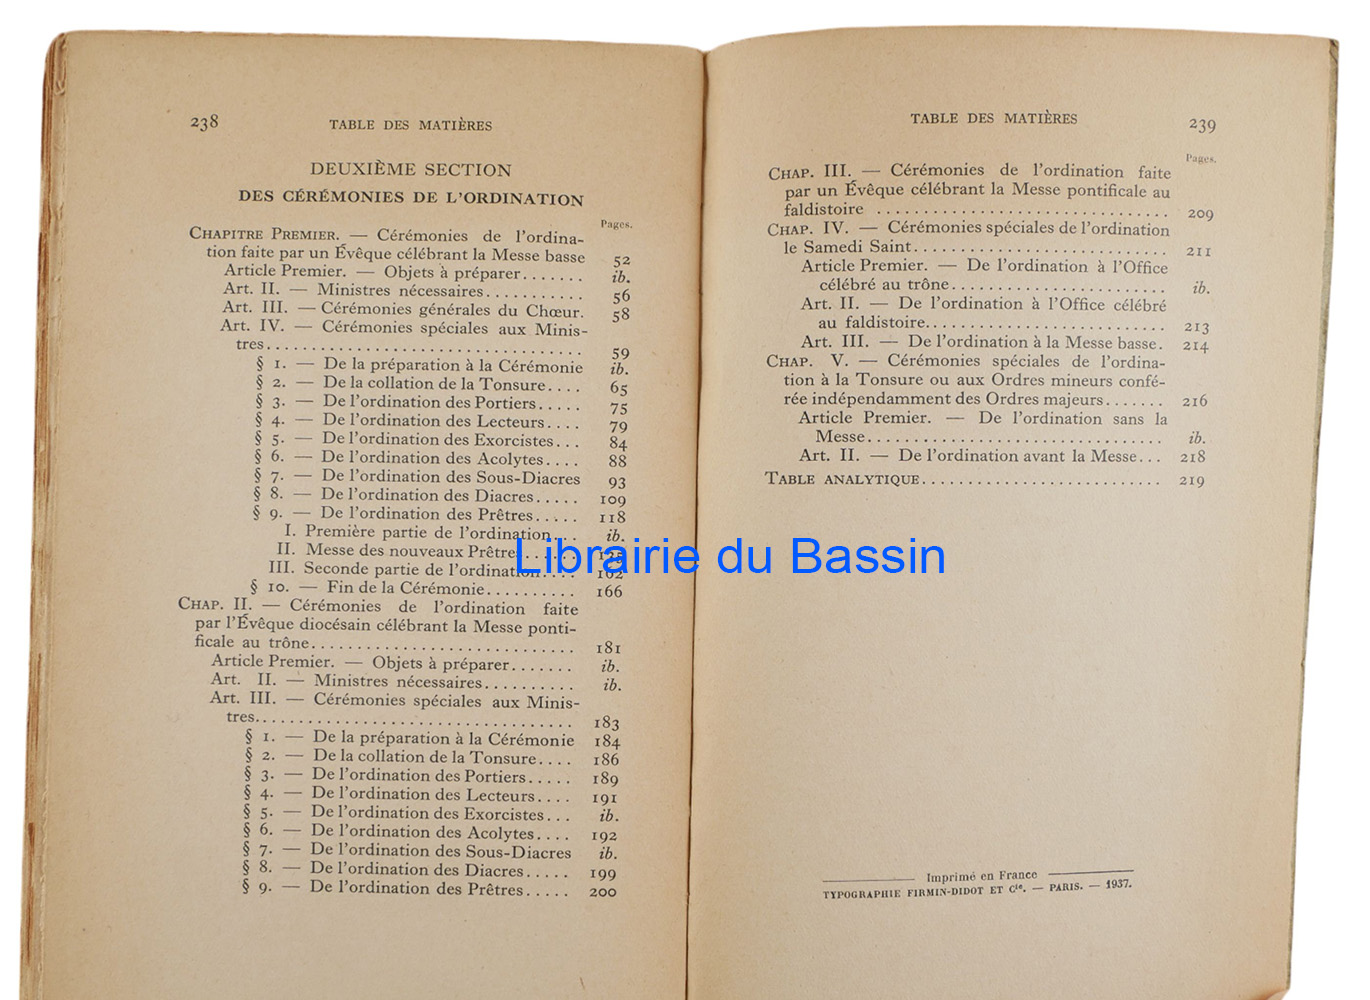 238
TABLE DES MATIÈRES
DEUXIÈME SECTION
DES CÉRÉMONIES DE L'ORDINATION
Pages.
CHAPITRE PREMIER. — Cérémonies de l'ordina-
tion faite par un Évêque célébrant la Messe basse 52
Article Premier. — Objets à préparer....... ib.
Art. II. — Ministres nécessaires........... 56
Art. III. — Cérémonies générales du Chœur. 58
Art. IV. — Cérémonies spéciales aux Minis-
tres................................. 59
§ 1. — De la préparation à la Cérémonie ib.
§ 2. — De la collation de la Tonsure.... 65
§ 3. — De l'ordination des Portiers..... 75
§ 4. — De l'ordination des Lecteurs.... 79
§ 5. — De l'ordination des Exorcistes... 84
§ 6. — De l'ordination des Acolytes.... 88
§ 7. — De l'ordination des Sous-Diacres 93
§ 8. — De l'ordination des Diacres..... 109
§ 9. — De l'ordination des Prêtres..... 118
I. Première partie de l'ordination... ib.
II. Messe des nouveaux Prêtres......
III. Seconde partie de l'ordination.... 162
§ 10. — Fin de la Cérémonie.......... 166
CHAP. II. — Cérémonies de l'ordination faite
par l'Évêque diocésain célébrant la Messe ponti-
ficale au trône............................ 181
Article Premier. — Objets à préparer....... ib.
Art. II. — Ministres nécessaires.......... ib.
Art. III. — Cérémonies spéciales aux Minis-
tres.................................. 183
§ 1. — De la préparation à la Cérémonie 184
§ 2. — De la collation de la Tonsure.... 186
§ 3. — De l'ordination des Portiers..... 189
§ 4. — De l'ordination des Lecteurs.... 191
§ 5. — De l'ordination des Exorcistes... ib.
§ 6. — De l'ordination des Acolytes.... 192
§ 7. — De l'ordination des Sous-Diacres ib.
§ 8. — De l'ordination des Diacres..... 199
§ 9. — De l'ordination des Prêtres..... 200
TABLE DES MATIÈRES
239
Pages.
CHAP. III. — Cérémonies de l'ordination faite
par un Évêque célébrant la Messe pontificale au
faldistoire ................................ 209
CHAP. IV. — Cérémonies spéciales de l'ordination
le Samedi Saint........................... 211
Article Premier. — De l'ordination à l'Office
célébré au trône....................... ib.
Art. II. — De l'ordination à l'Office célébré
au faldistoire.......................... 213
Art. III. — De l'ordination à la Messe basse. 214
CHAP. V. — Cérémonies spéciales de l'ordina-
tion à la Tonsure ou aux Ordres mineurs confé-
rée indépendamment des Ordres majeurs....... 216
Article Premier. — De l'ordination sans la
Messe................................ ib.
Art. II. — De l'ordination avant la Messe... 218
TABLE ANALYTIQUE.......................... 219
Imprimé en France
TYPOGRAPHIE FIRMIN-DIDOT ET Cie. — PARIS. — 1937.
Librairie du Bassin